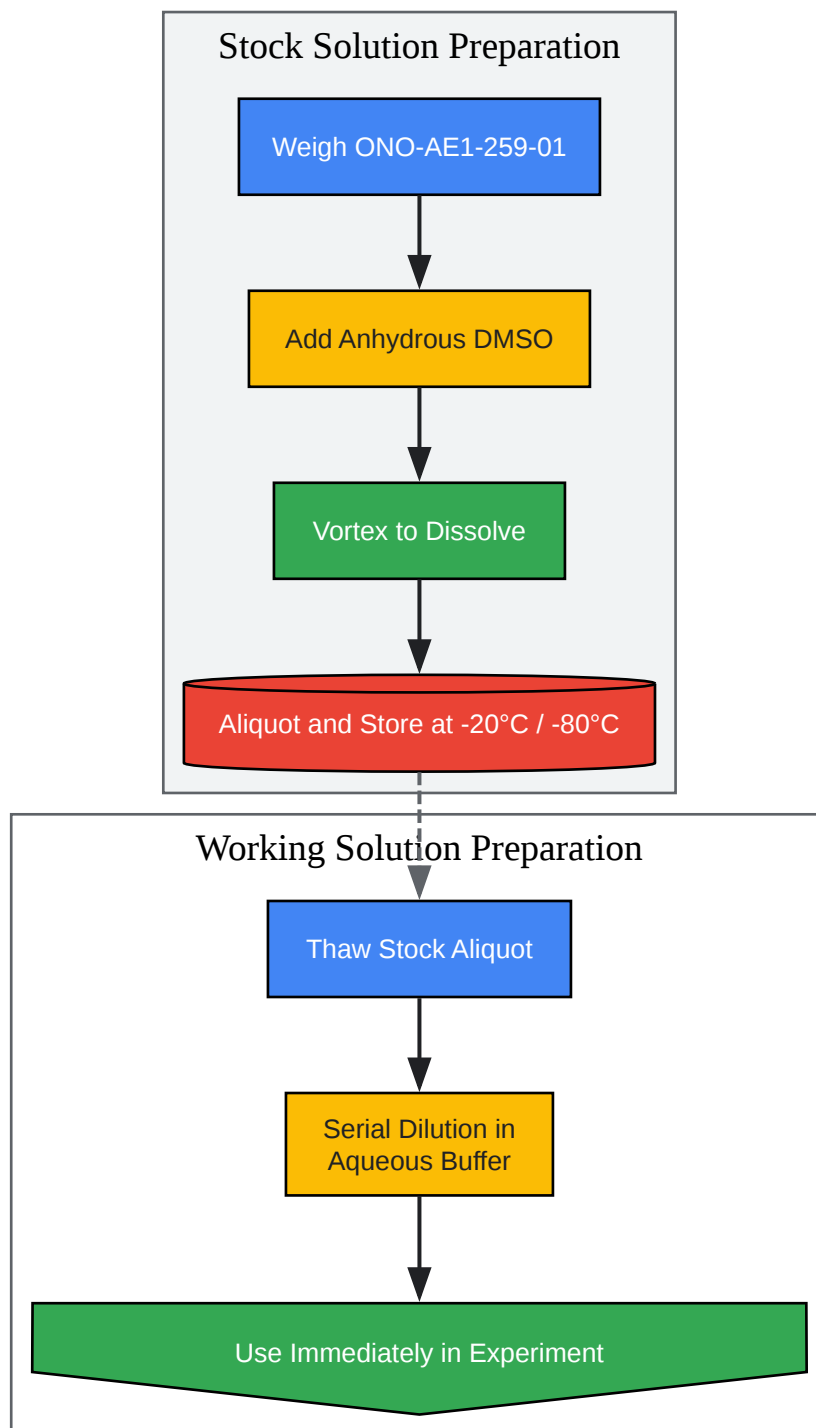 Stock Solution Preparation
Weigh ONO-AE1-259-01
Add Anhydrous DMSO
Vortex to Dissolve
Aliquot and Store at -20°C / -80°C
Working Solution Preparation
Thaw Stock Aliquot
Serial Dilution in
Aqueous Buffer
Use Immediately in Experiment